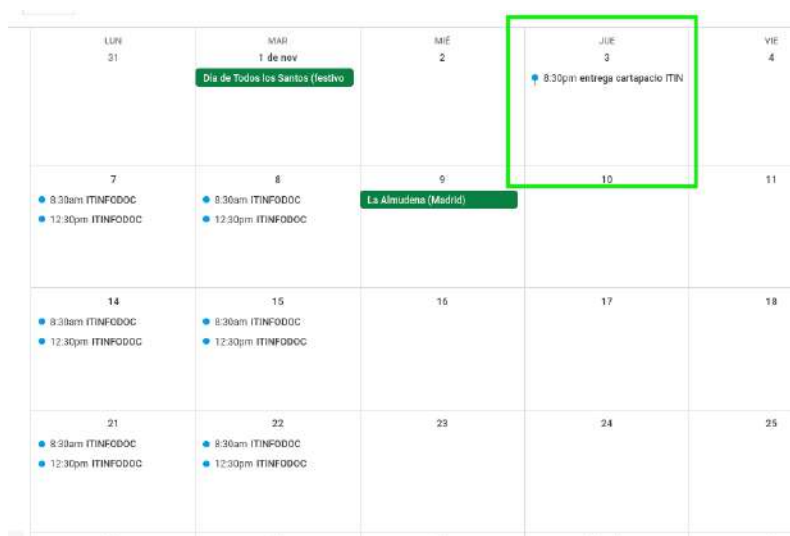 LUN MAR MIÉ JUE VIE
31 1 de nov 2 3 4
Día de Todos los Santos (festivo
8:30pm entrega cartapacio ITIN
7 8 9 10 11
8:30am ITINFODOC 8:30am ITINFODOC La Almudena (Madrid)
12:30pm ITINFODOC 12:30pm ITINFODOC
14 15 16 17 18
8:30am ITINFODOC 8:30am ITINFODOC
12:30pm ITINFODOC 12:30pm ITINFODOC
21 22 23 24 25
8:30am ITINFODOC 8:30am ITINFODOC
12:30pm ITINFODOC 12:30pm ITINFODOC